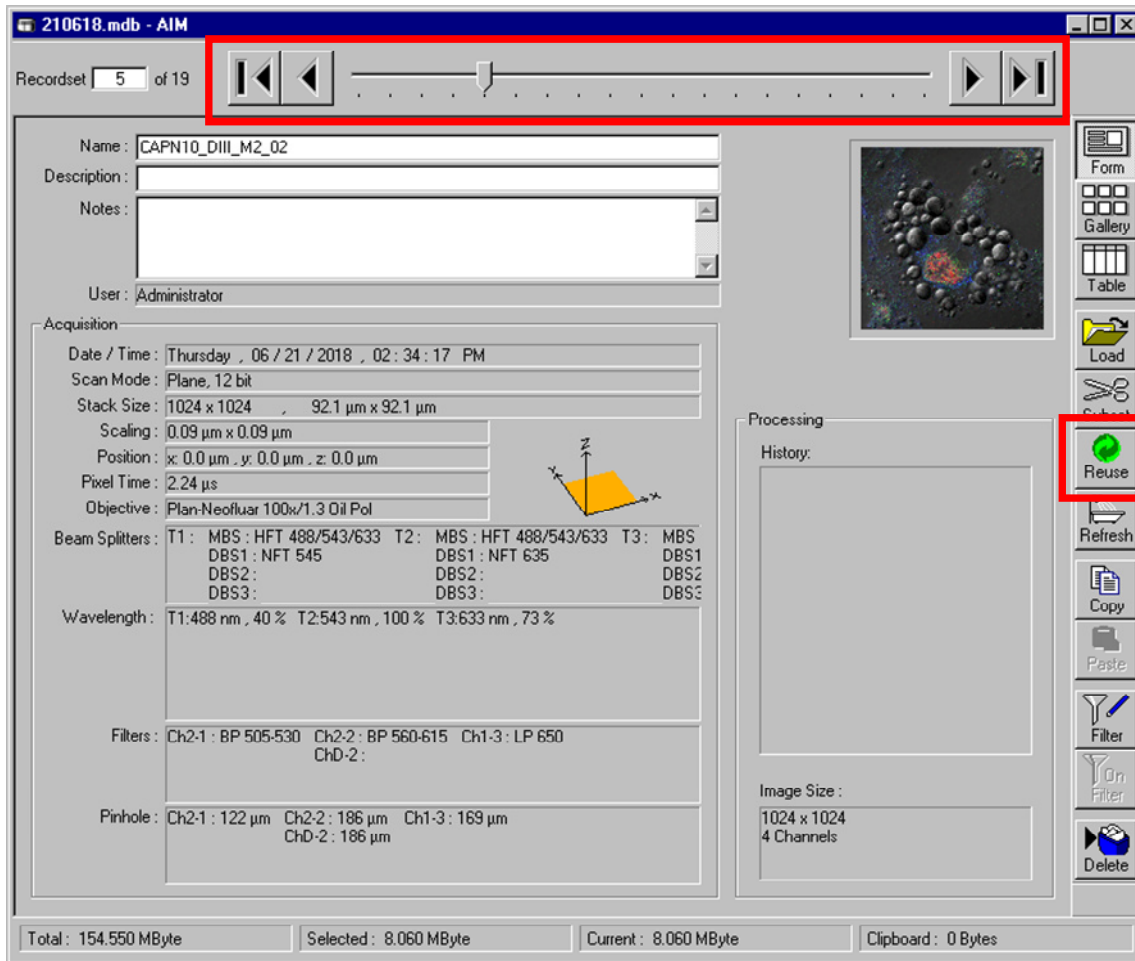 210618.mdb - AIM
Recordset 5 of 19
Name : CAPN10_DIII_M2_02
Description :
Notes :
User : Administrator
Acquisition
Date / Time : Thursday , 06 / 21 / 2018 , 02 : 34 : 17 PM
Scan Mode : Plane, 12 bit
Stack Size : 1024 x 1024 , 92.1 µm x 92.1 µm
Scaling : 0.09 µm x 0.09 µm
Position : x: 0.0 µm , y: 0.0 µm , z: 0.0 µm
Pixel Time : 2.24 µs
Objective : Plan-Neofluar 100x/1.3 Oil Pol
Z
Y
X
Beam Splitters : T1 : MBS : HFT 488/543/633 T2 : MBS : HFT 488/543/633 T3 : MBS
DBS1 : NFT 545 DBS1 : NFT 635 DBS1
DBS2 : DBS2 : DBS2
DBS3 : DBS3 : DBS3
Wavelength : T1:488 nm , 40 % T2:543 nm , 100 % T3:633 nm , 73 %
Filters : Ch2-1 : BP 505-530 Ch2-2 : BP 560-615 Ch1-3 : LP 650
ChD-2 :
Pinhole : Ch2-1 : 122 µm Ch2-2 : 186 µm Ch1-3 : 169 µm
ChD-2 : 186 µm
Processing
History:
Image Size :
1024 x 1024
4 Channels
Form
Gallery
Table
Load
Reuse
Refresh
Copy
Paste
Filter
On
Filter
Delete
Total : 154.550 MByte
Selected : 8.060 MByte
Current : 8.060 MByte
Clipboard : 0 Bytes